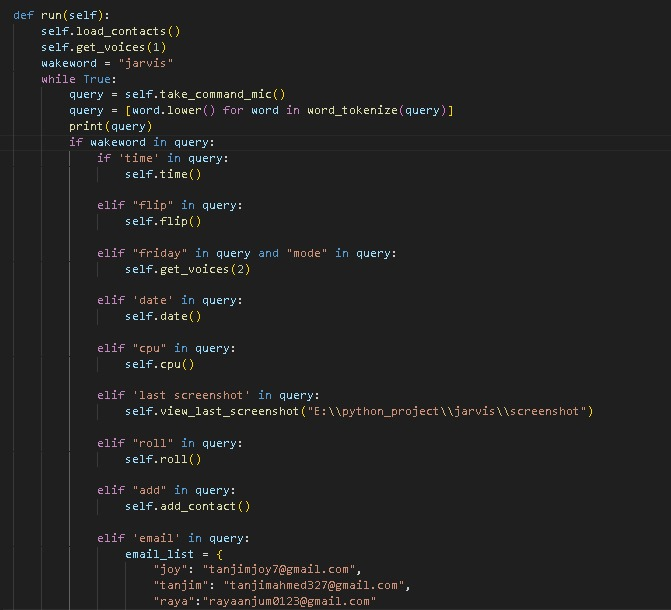 def run(self):
    self.load_contacts()
    self.get_voices(1)
    wakeword = "jarvis"
    while True:
        query = self.take_command_mic()
        query = [word.lower() for word in word_tokenize(query)]
        print(query)
        if wakeword in query:
            if 'time' in query:
                self.time()
            elif "flip" in query:
                self.flip()
            elif "friday" in query and "mode" in query:
                self.get_voices(2)
            elif 'date' in query:
                self.date()
            elif "cpu" in query:
                self.cpu()
            elif 'last screenshot' in query:
                self.view_last_screenshot("E:\\python_project\\jarvis\\screenshot")
            elif "roll" in query:
                self.roll()
            elif "add" in query:
                self.add_contact()
            elif 'email' in query:
                email_list = {
                    "joy": "tanjimjoy7@gmail.com",
                    "tanjim": "tanjimahmed327@gmail.com",
                    "raya":"rayaanjum0123@gmail.com"